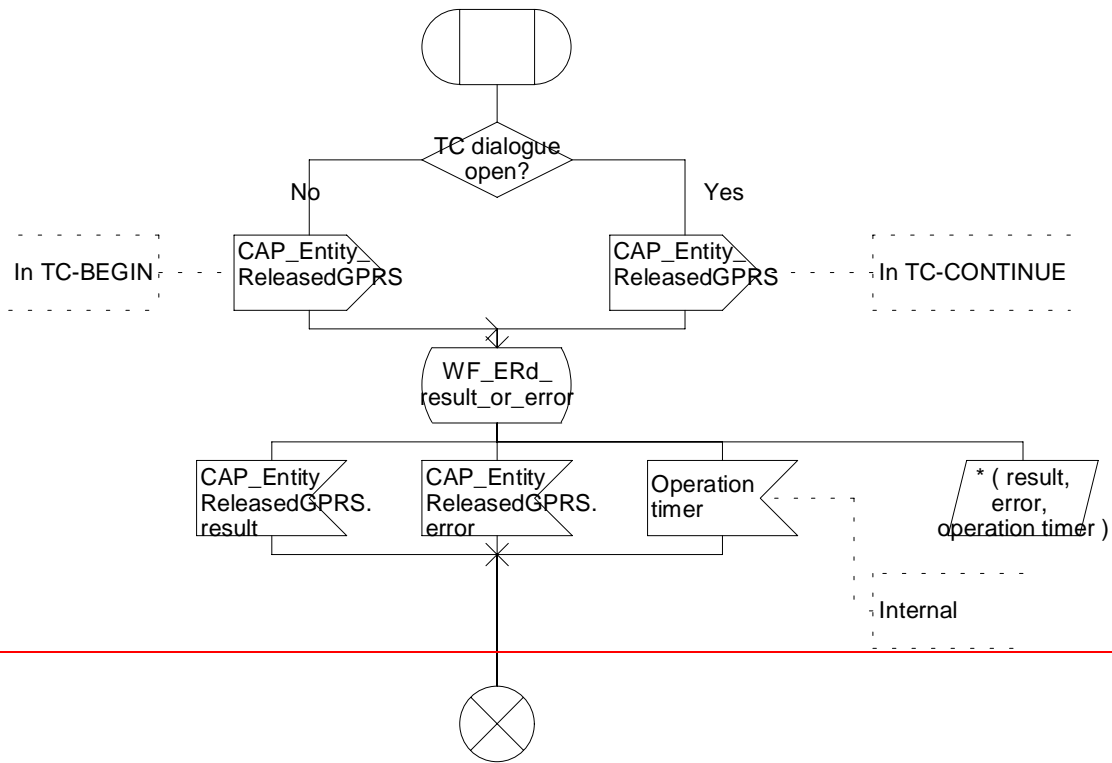 TC dialogue
open?
No
Yes
In TC-BEGIN
CAP_Entity_
ReleasedGPRS
CAP_Entity_
ReleasedGPRS
In TC-CONTINUE
WF_ERd_
result_or_error
CAP_Entity
ReleasedGPRS.
result
CAP_Entity
ReleasedGPRS.
error
Operation
timer
* ( result,
error,
operation timer )
Internal